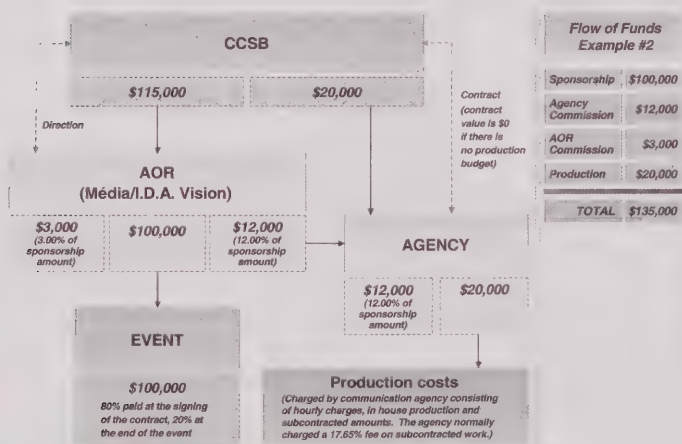 CCSB
$115,000
$20,000
Direction
Contract
(contract
value is $0
if there is
no production
budget)
AOR
(Média/I.D.A. Vision)
$3,000
(3.00% of
sponsorship
amount)
$100,000
$12,000
(12.00% of
sponsorship
amount)
AGENCY
$12,000
(12.00% of
sponsorship
amount)
$20,000
EVENT
$100,000
80% paid at the signing
of the contract, 20% at
the end of the event
Production costs
(Charged by communication agency consisting
of hourly charges, in house production and
subcontracted amounts. The agency normally
charged a 17.65% fee on subcontracted work.)
Flow of Funds
Example #2
Sponsorship $100,000
Agency
Commission $12,000
AOR
Commission $3,000
Production $20,000
TOTAL $135,000